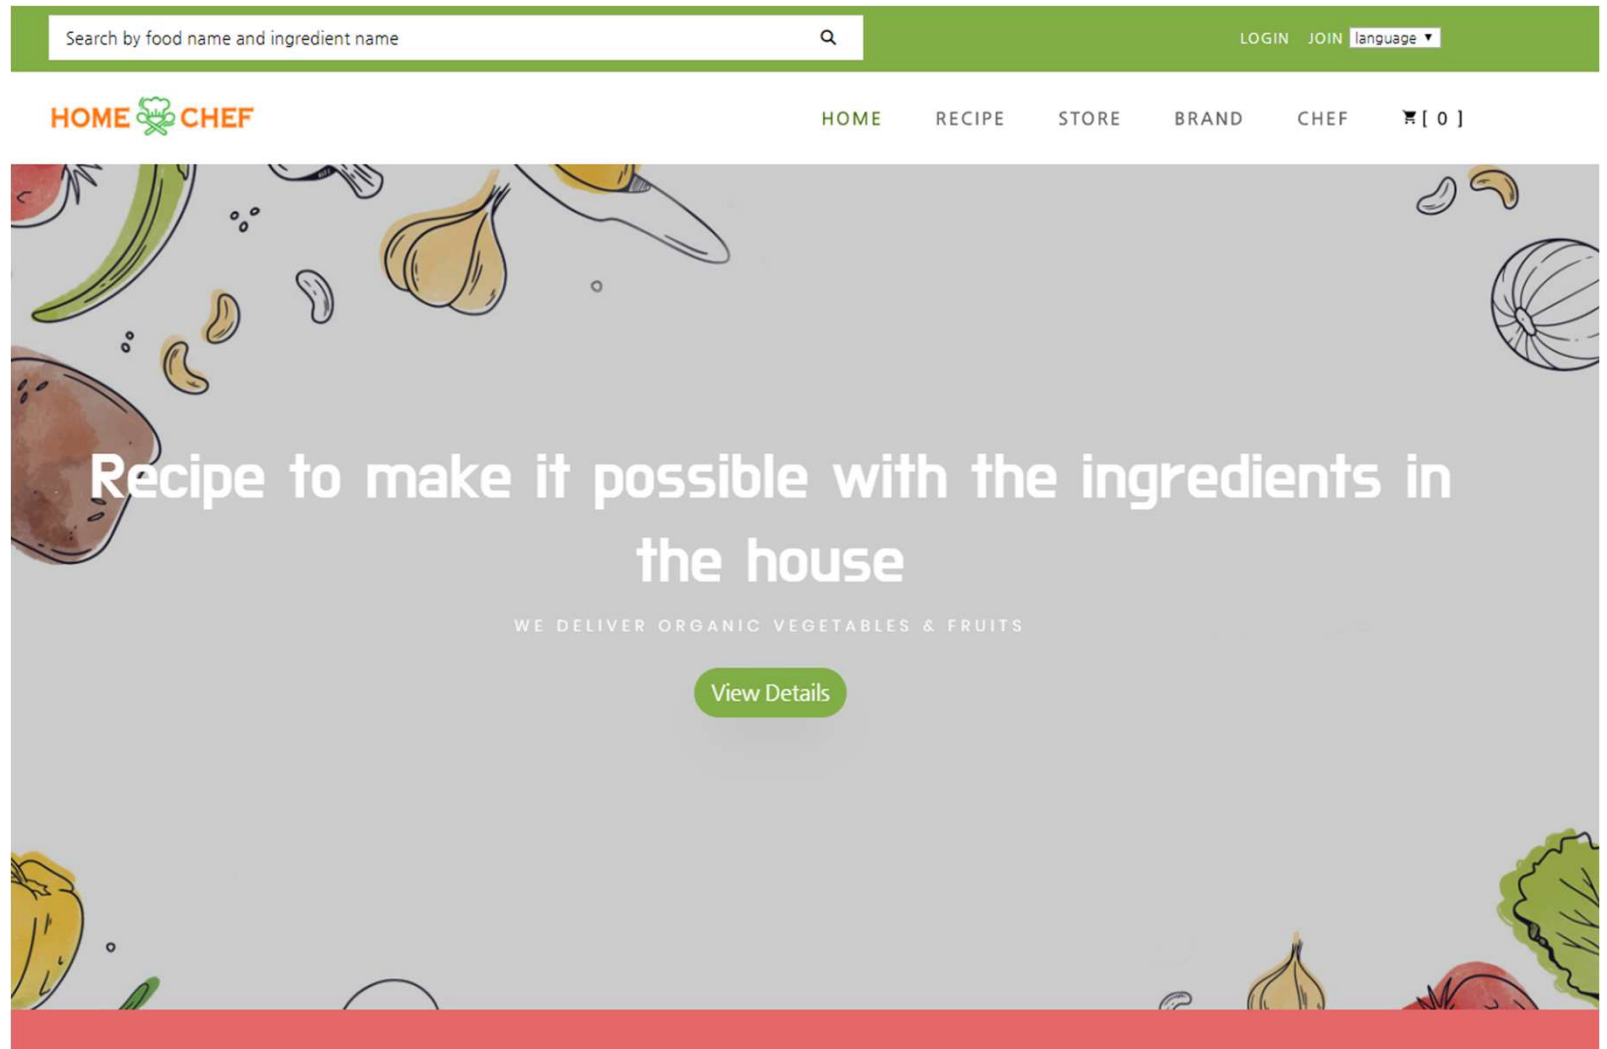 Search by food name and ingredient name
LOGIN JOIN language ▼
HOME CHEF
HOME RECIPE STORE BRAND CHEF [ 0 ]
Recipe to make it possible with the ingredients in
the house
WE DELIVER ORGANIC VEGETABLES & FRUITS
View Details